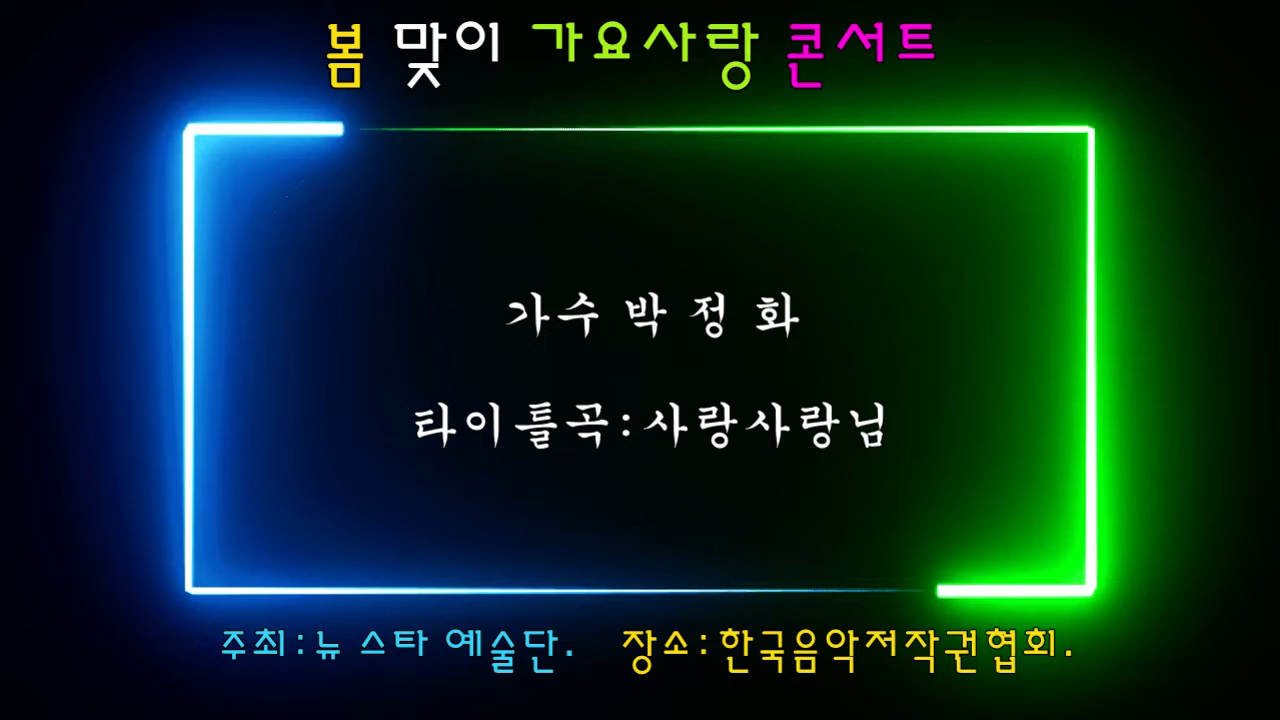 봄 맞이 가요사랑 콘서트
가수 박 정 화
타이틀곡:사랑사랑님
주최:뉴 스타 예술단. 장소:한국음악저작권협회.